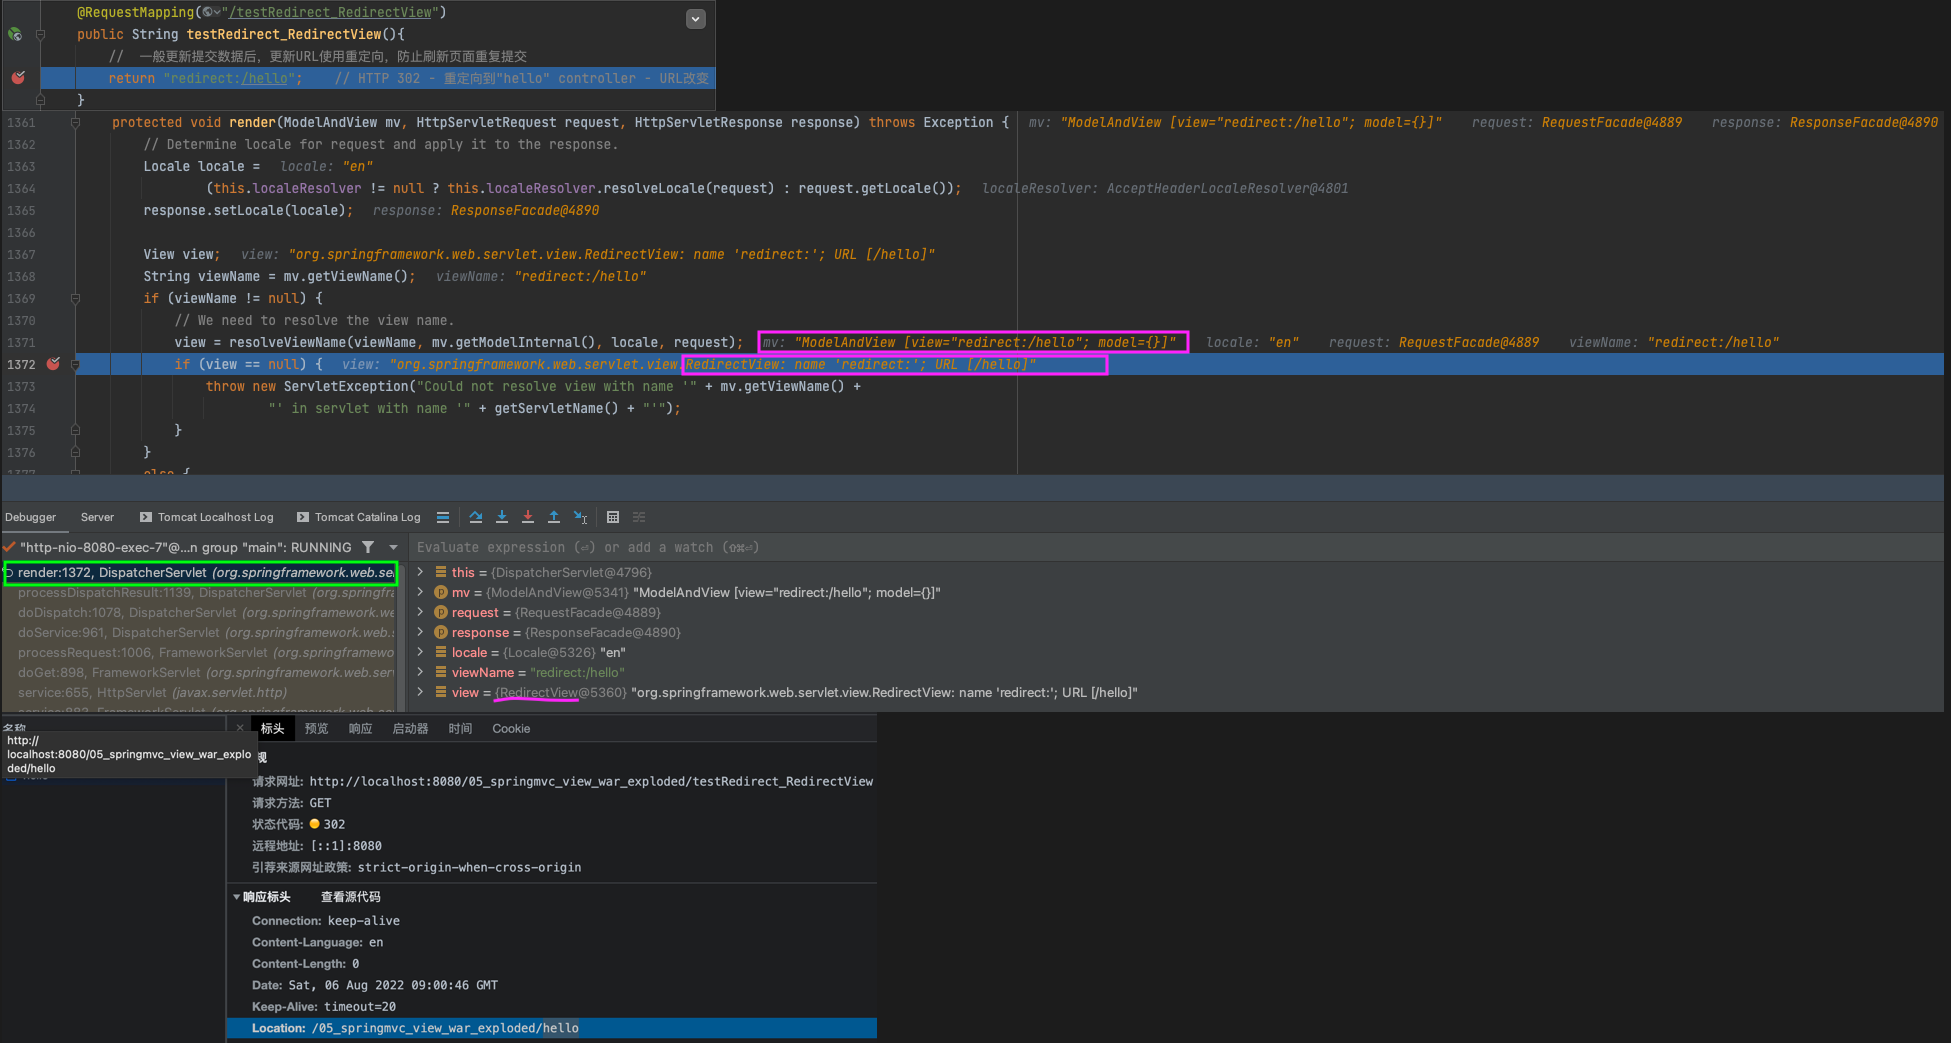 @RequestMapping("/testRedirect_RedirectView")
public String testRedirect_RedirectView(){
// 一般更新提交数据后，更新URL使用重定向，防止刷新页面重复提交
return "redirect:/hello"; // HTTP 302 - 重定向到"hello" controller - URL改变
}
1361 protected void render(ModelAndView mv, HttpServletRequest request, HttpServletResponse response) throws Exception { mv: "ModelAndView [view="redirect:/hello"; model={}]" request: RequestFacade@4889 response: ResponseFacade@4890
1362 // Determine locale for request and apply it to the response.
1363 Locale locale = locale: "en"
1364 (this.localeResolver != null ? this.localeResolver.resolveLocale(request) : request.getLocale()); localeResolver: AcceptHeaderLocaleResolver@4801
1365 response.setLocale(locale); response: ResponseFacade@4890
1366
1367 View view; view: "org.springframework.web.servlet.view.RedirectView: name 'redirect:'; URL [/hello]"
1368 String viewName = mv.getViewName(); viewName: "redirect:/hello"
1369 if (viewName != null) {
1370 // We need to resolve the view name.
1371 view = resolveViewName(viewName, mv.getModelInternal(), locale, request); mv: "ModelAndView [view="redirect:/hello"; model={}]" locale: "en" request: RequestFacade@4889 viewName: "redirect:/hello"
1372 if (view == null) { view: "org.springframework.web.servlet.view.RedirectView: name 'redirect:'; URL [/hello]"
1373 throw new ServletException("Could not resolve view with name '" + mv.getViewName() +
1374 "' in servlet with name '" + getServletName() + "'");
1375 }
1376 }
1377 else {
Debugger Server Tomcat Localhost Log Tomcat Catalina Log
"http-nio-8080-exec-7"@...n group "main": RUNNING
Evaluate expression (⏎) or add a watch (⇧⌘⏎)
render:1372, DispatcherServlet (org.springframework.web.se
processDispatchResult:1139, DispatcherServlet (org.springfra
doDispatch:1078, DispatcherServlet (org.springframework.we
doService:961, DispatcherServlet (org.springframework.web.s
processRequest:1006, FrameworkServlet (org.springframewo
doGet:898, FrameworkServlet (org.springframework.web.ser
service:655, HttpServlet (javax.servlet.http)
service:883, FrameworkServlet (org.springframework.web.se
this = {DispatcherServlet@4796}
mv = {ModelAndView@5341} "ModelAndView [view="redirect:/hello"; model={}]"
request = {RequestFacade@4889}
response = {ResponseFacade@4890}
locale = {Locale@5326} "en"
viewName = "redirect:/hello"
view = {RedirectView@5360} "org.springframework.web.servlet.view.RedirectView: name 'redirect:'; URL [/hello]"
名称
http://
localhost:8080/05_springmvc_view_war_explo
ded/hello
× 标头 预览 响应 启动器 时间 Cookie
规
请求网址: http://localhost:8080/05_springmvc_view_war_exploded/testRedirect_RedirectView
请求方法: GET
状态代码: 302
远程地址: [::1]:8080
引荐来源网址政策: strict-origin-when-cross-origin
响应标头 查看源代码
Connection: keep-alive
Content-Language: en
Content-Length: 0
Date: Sat, 06 Aug 2022 09:00:46 GMT
Keep-Alive: timeout=20
Location: /05_springmvc_view_war_exploded/hello